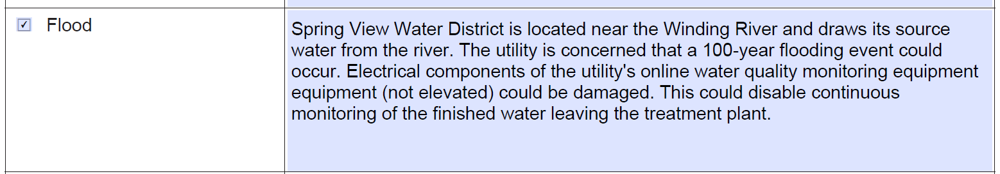 Flood
Spring View Water District is located near the Winding River and draws its source
water from the river. The utility is concerned that a 100-year flooding event could
occur. Electrical components of the utility's online water quality monitoring equipment
equipment (not elevated) could be damaged. This could disable continuous
monitoring of the finished water leaving the treatment plant.